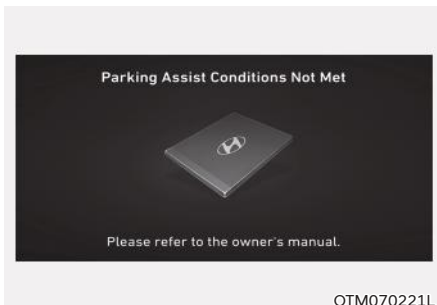 Parking Assist Conditions Not Met
Please refer to the owner's manual.
OTM070221L